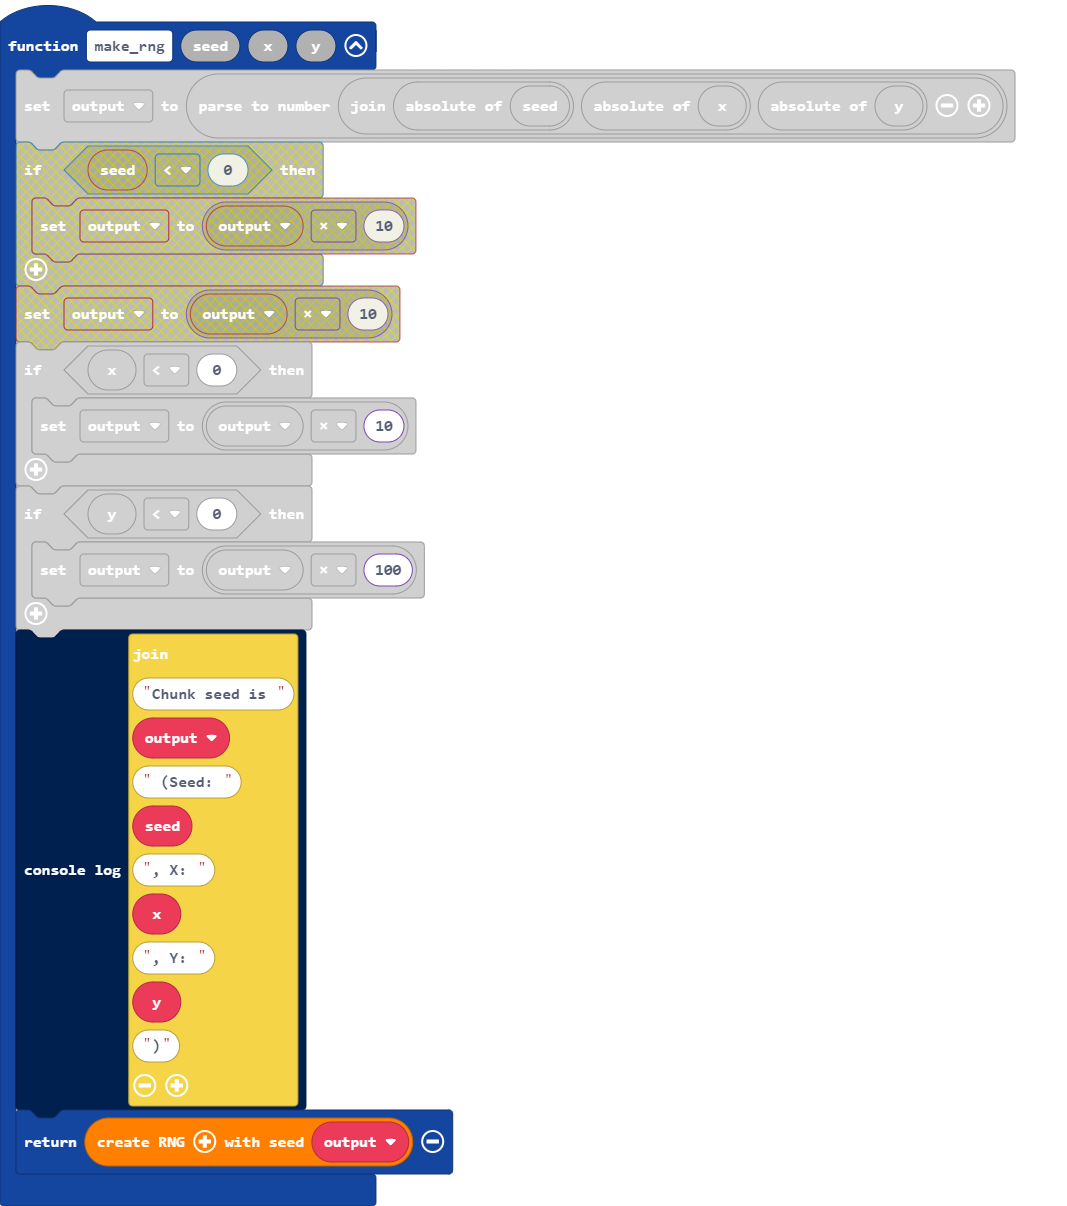 function make_rng seed x y
set output to parse to number join absolute of seed absolute of x absolute of y
if seed < 0 then
set output to output × 10
set output to output × 10
if x < 0 then
set output to output × 10
if y < 0 then
set output to output × 100
join
"Chunk seed is "
output
" (Seed: "
seed
console log ", X: "
x
", Y: "
y
")"
return create RNG with seed output